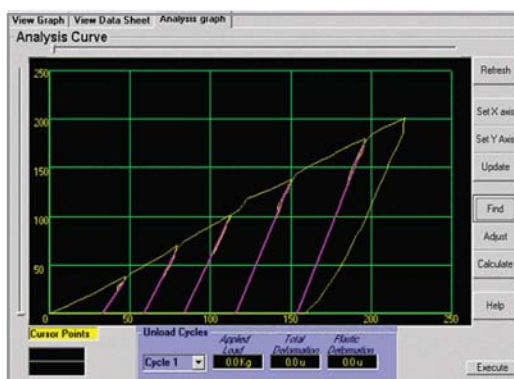 View Graph View Data Sheet Analysis graph
Analysis Curve
250
200
150
100
50
0 50 100 150 200 250
Refresh
Set X axis
Set Y Axis
Update
Find
Adjust
Calculate
Help
Execute
Cursor Points
Unload Cycles
Applied Load Total Deformation Plastic Deformation
Cycle 1 0.0 Kg 0.0 u 0.0 u